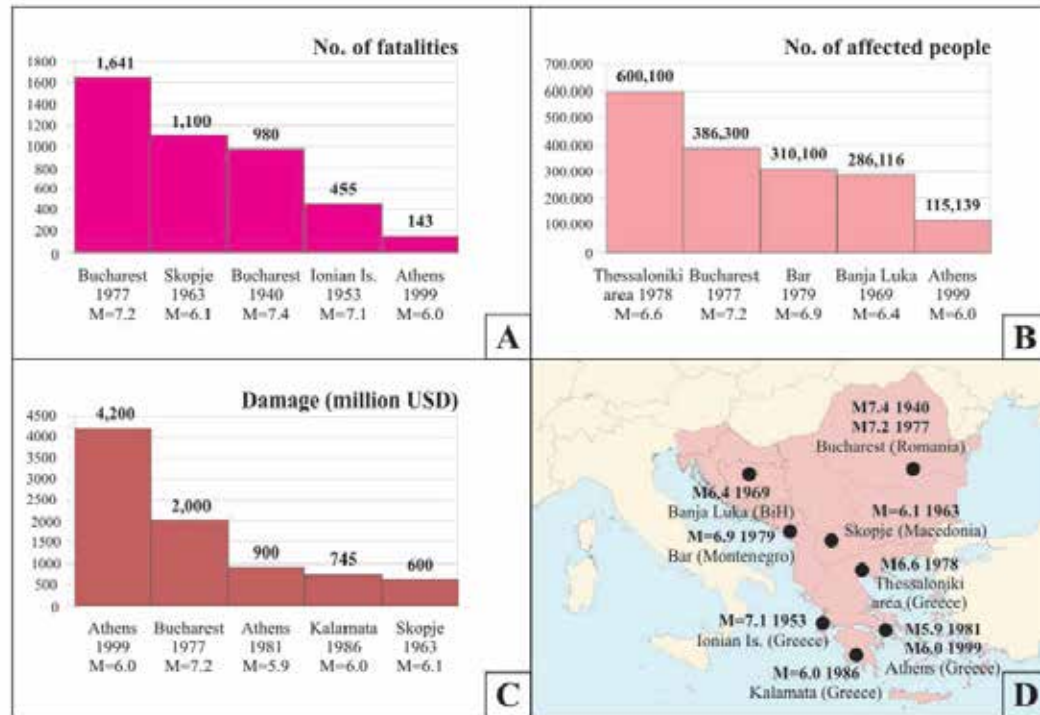 No. of fatalities
1800
1600
1400
1200
1000
800
600
400
200
0
1,641
1,100
980
455
143
Bucharest Skopje Bucharest Ionian Is. Athens
1977 1963 1940 1953 1999
M=7.2 M=6.1 M=7.4 M=7.1 M=6.0
A
No. of affected people
700.000
600.000
500.000
400.000
300.000
200.000
100.000
0
600,100
386,300
310,100
286,116
115,139
Thessaloniki Bucharest Bar Banja Luka Athens
area 1978 1977 1979 1969 1999
M=6.6 M=7.2 M=6.9 M=6.4 M=6.0
B
Damage (million USD)
4500
4000
3500
3000
2500
2000
1500
1000
500
0
4,200
2,000
900
745
600
Athens Bucharest Athens Kalamata Skopje
1999 1977 1981 1986 1963
M=6.0 M=7.2 M=5.9 M=6.0 M=6.1
C
M7.4 1940
M7.2 1977
Bucharest (Romania)
M6.4 1969
Banja Luka (BiH)
M=6.1 1963
Skopje (Macedonia)
M=6.9 1979
Bar (Montenegro)
M6.6 1978
Thessaloniki
area (Greece)
M=7.1 1953
Ionian Is. (Greece)
M5.9 1981
M6.0 1999
Athens (Greece)
M=6.0 1986
Kalamata (Greece)
D